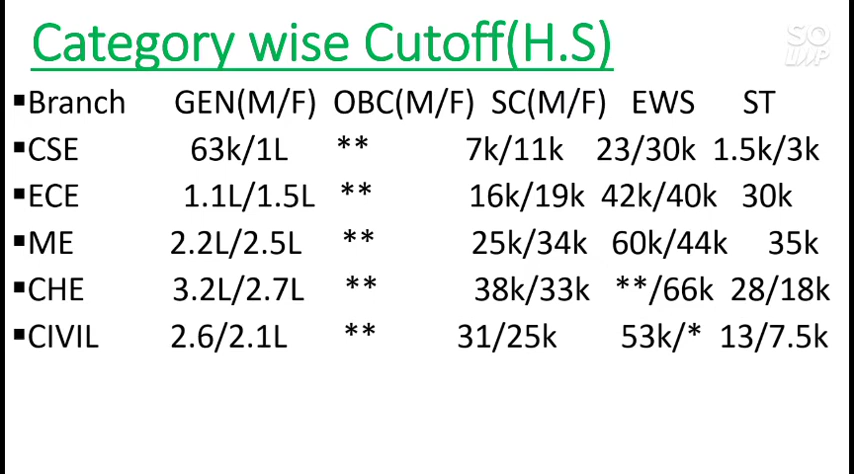 Category wise Cutoff(H.S)
SO LMP
▪Branch GEN(M/F) OBC(M/F) SC(M/F) EWS ST
▪CSE 63k/1L ** 7k/11k 23/30k 1.5k/3k
▪ECE 1.1L/1.5L ** 16k/19k 42k/40k 30k
▪ME 2.2L/2.5L ** 25k/34k 60k/44k 35k
▪CHE 3.2L/2.7L ** 38k/33k **/66k 28/18k
▪CIVIL 2.6/2.1L ** 31/25k 53k/* 13/7.5k